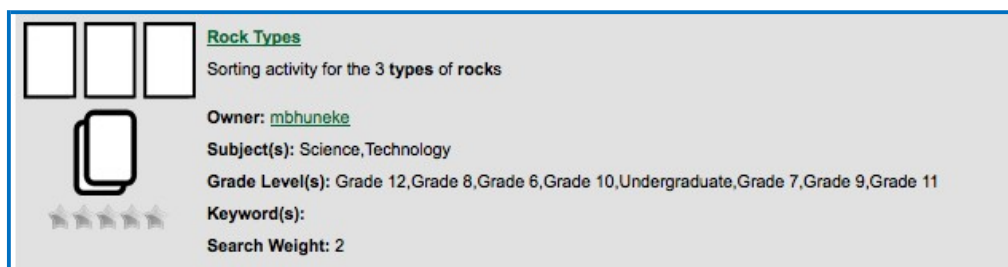 Rock Types
Sorting activity for the 3 types of rocks
Owner: mbhuneke
Subject(s): Science,Technology
Grade Level(s): Grade 12,Grade 8,Grade 6,Grade 10,Undergraduate,Grade 7,Grade 9,Grade 11
Keyword(s):
Search Weight: 2